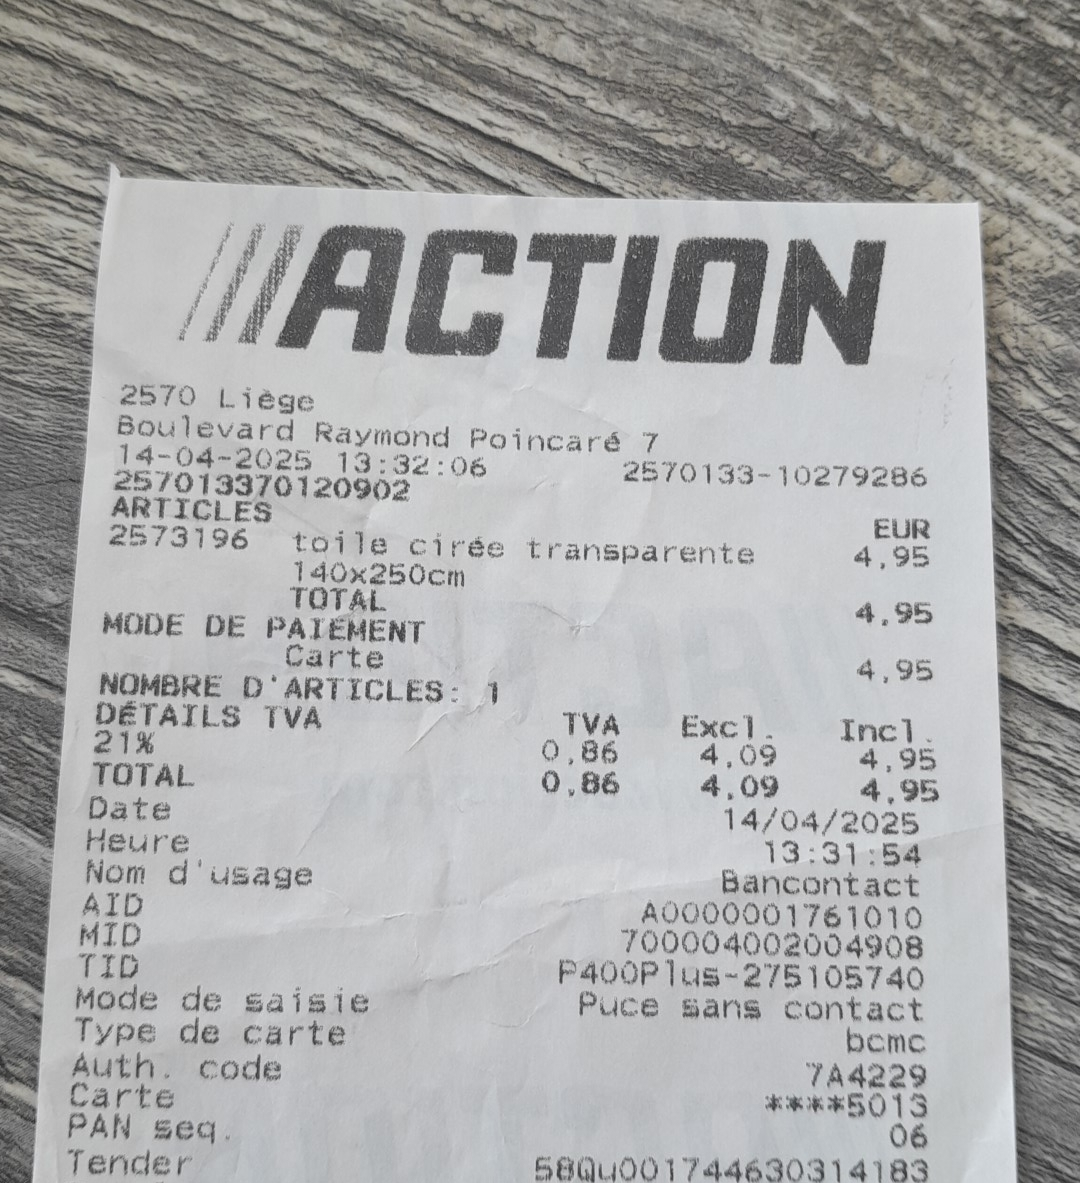 ACTION
2570 Liège
Boulevard Raymond Poincaré 7
14-04-2025 13:32:06 2570133-10279286
257013370120902
ARTICLES EUR
2573196 toile cirée transparente 4,95
140x250cm
TOTAL 4,95
MODE DE PAIEMENT
Carte 4,95
NOMBRE D'ARTICLES: 1
DÉTAILS TVA TVA Excl. Incl.
21% 0,86 4,09 4,95
TOTAL 0,86 4,09 4,95
Date 14/04/2025
Heure 13:31:54
Nom d'usage Bancontact
AID A0000001761010
MID 700004002004908
TID P400Plus-275105740
Mode de saisie Puce sans contact
Type de carte bcmc
Auth. code 7A4229
Carte ****5013
PAN seq. 06
Tender 58Qu001744630314183